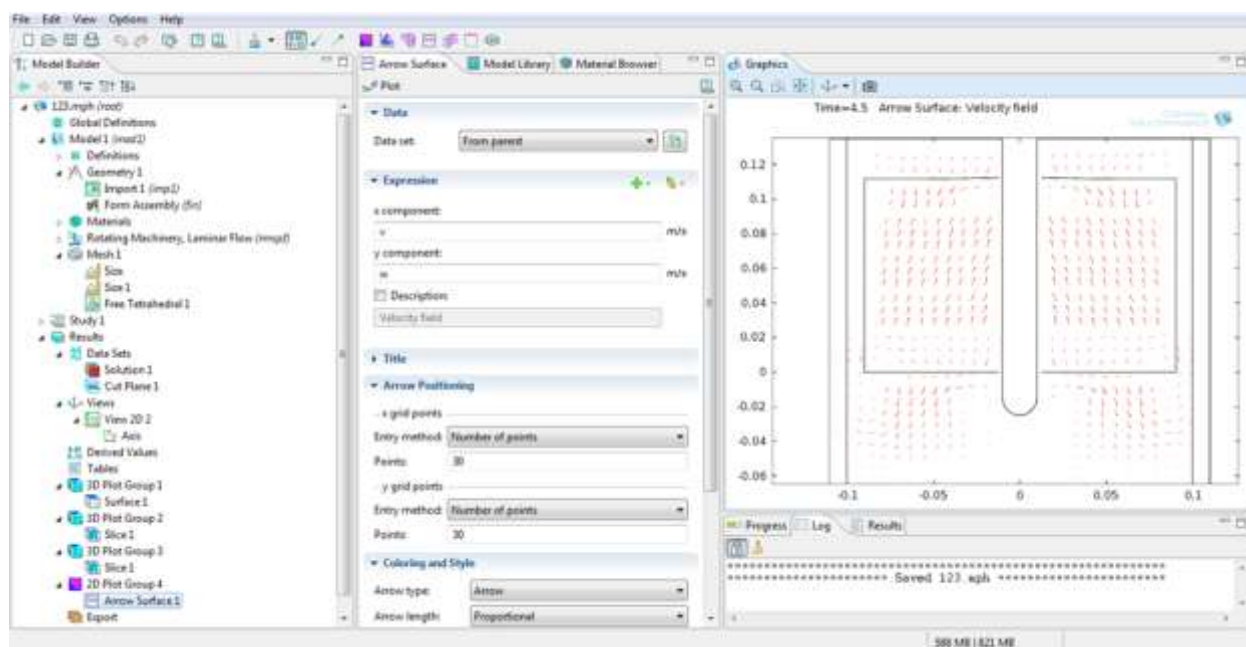 File Edit View Options Help
Model Builder
123.mph (root)
Global Definitions
Model 1 (mod1)
Definitions
Geometry 1
Import 1 (imp1)
Form Assembly (fin)
Materials
Rotating Machinery, Laminar Flow (rmspf)
Mesh 1
Size
Size 1
Free Tetrahedral 1
Study 1
Results
Data Sets
Solution 1
Cut Plane 1
Views
View 2D 2
Axis
Derived Values
Tables
3D Plot Group 1
Surface 1
3D Plot Group 2
Slice 1
3D Plot Group 3
Slice 1
2D Plot Group 4
Arrow Surface 1
Export
Arrow Surface Model Library Material Browser
Plot
Data
Data set: From parent
Expression
x component:
v m/s
y component:
w m/s
Description:
Velocity field
Title
Arrow Positioning
x grid points
Entry method: Number of points
Points: 30
y grid points
Entry method: Number of points
Points: 30
Coloring and Style
Arrow type: Arrow
Arrow length: Proportional
Graphics
Time=4.5 Arrow Surface: Velocity field
0.12
0.1
0.08
0.06
0.04
0.02
0
-0.02
-0.04
-0.06
-0.1 -0.05 0 0.05 0.1
Progress Log Results
******************** Saved 123.mph ********************
588 MB | 821 MB